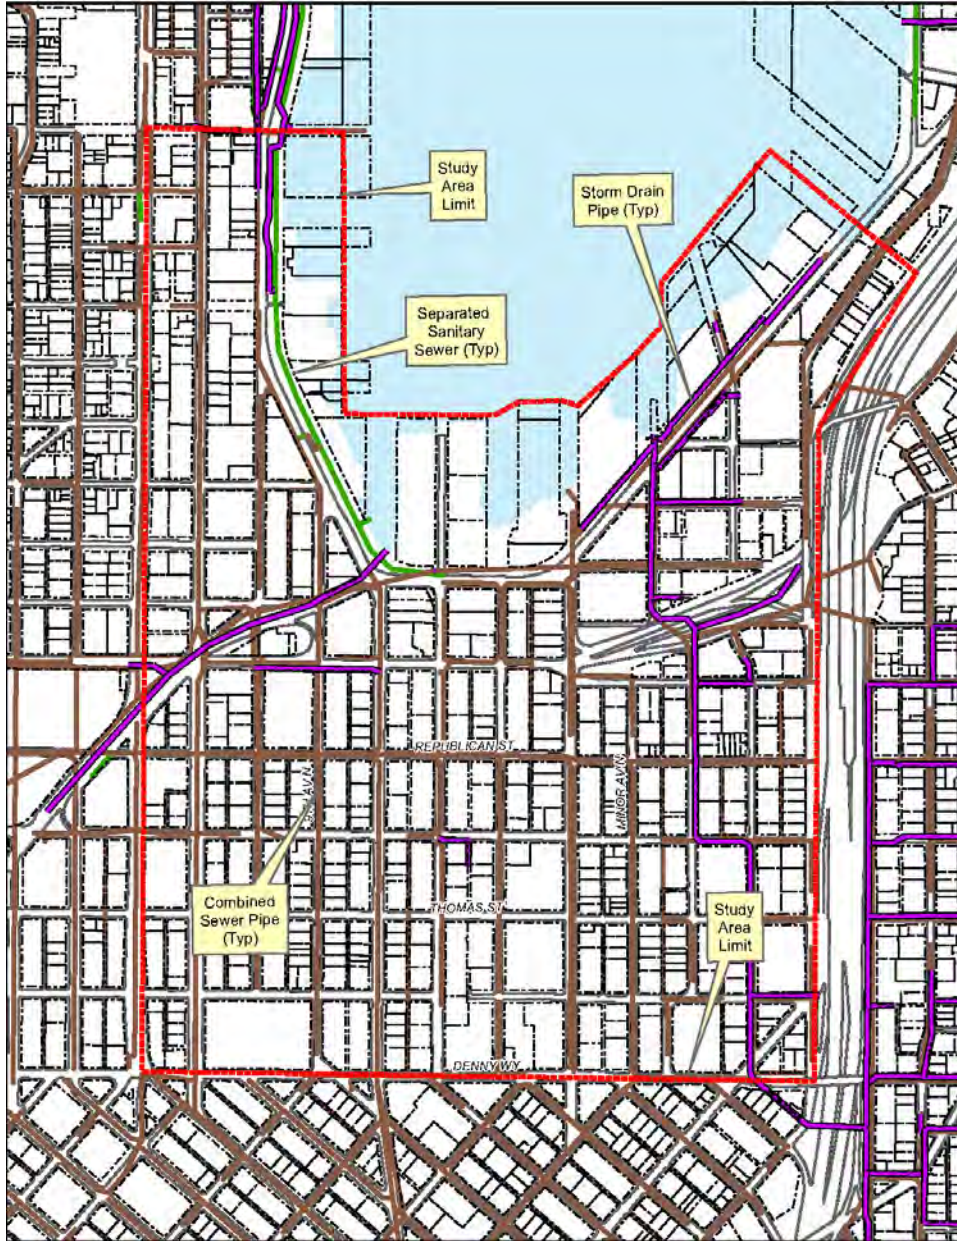 Study
Area
Limit
Storm Drain
Pipe (Typ)
Separated
Sanitary
Sewer (Typ)
REPUBLICAN ST
MINOR AV N
Combined
Sewer Pipe
(Typ)
THOMAS ST
Study
Area
Limit
DENNY WY